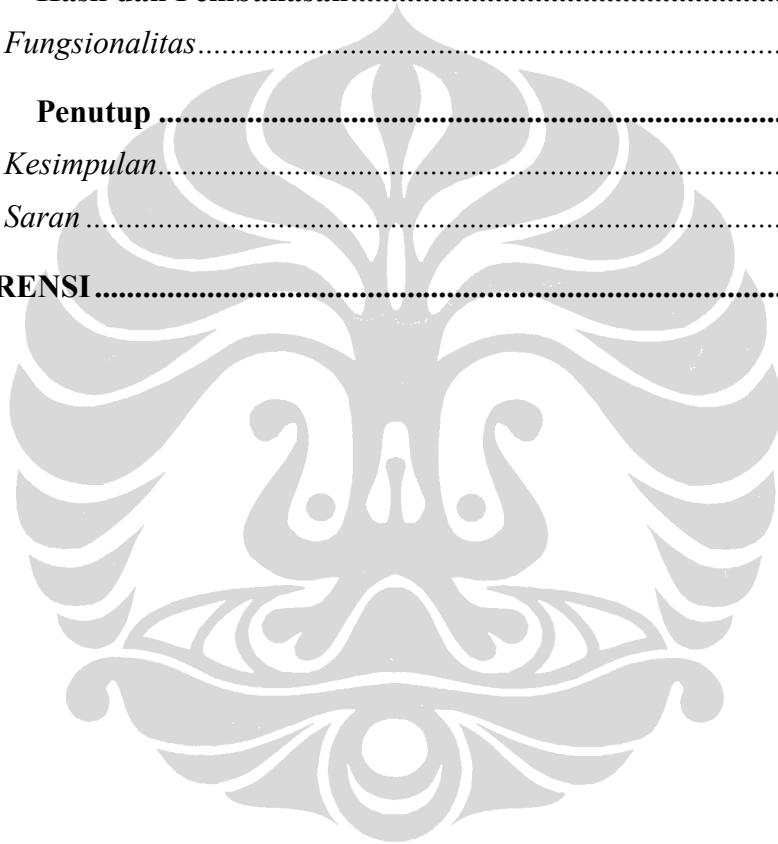 Fungsionalitas....................................................................................
Penutup ....................................................................................
Kesimpulan....................................................................................
Saran ....................................................................................
RENSI....................................................................................